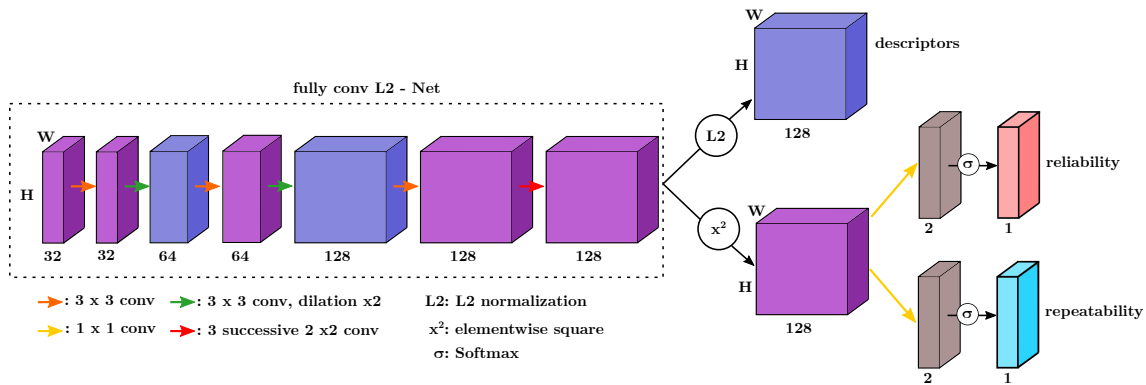 fully conv L2 - Net
W
H
32
32
64
64
128
128
128
L2
x²
W
H
128
descriptors
W
H
128
2
σ
1
reliability
2
σ
1
repeatability
: 3 x 3 conv
: 3 x 3 conv, dilation x2
: 1 x 1 conv
: 3 successive 2 x2 conv
L2: L2 normalization
x²: elementwise square
σ: Softmax